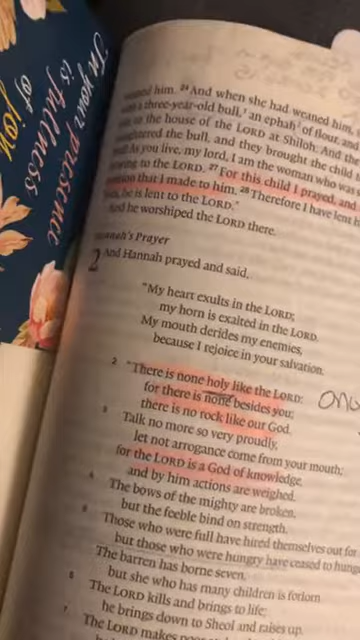 In your presence
is fullness
of joy
him. 24 And when she had weaned him,
a three-year-old bull, an ephah of flour, and
to the house of the LORD at Shiloh. And the
the bull, and they brought the child t
As you live, my lord, I am the woman who was
to the LORD. 27 For this child I prayed, and
that I made to him. 28 Therefore I have lent h
he is lent to the LORD."
And he worshiped the LORD there.
Hannah's Prayer
2 And Hannah prayed and said,
"My heart exults in the LORD;
my horn is exalted in the LORD.
My mouth derides my enemies,
because I rejoice in your salvation.
2 "There is none holy like the LORD:
for there is none besides you;
there is no rock like our God.
3 Talk no more so very proudly,
let not arrogance come from your mouth;
for the LORD is a God of knowledge,
and by him actions are weighed.
4 The bows of the mighty are broken,
but the feeble bind on strength.
5 Those who were full have hired themselves out for
but those who were hungry have ceased to hung
The barren has borne seven,
but she who has many children is forlorn.
6 The LORD kills and brings to life;
he brings down to Sheol and raises up.
7 The LORD makes poor